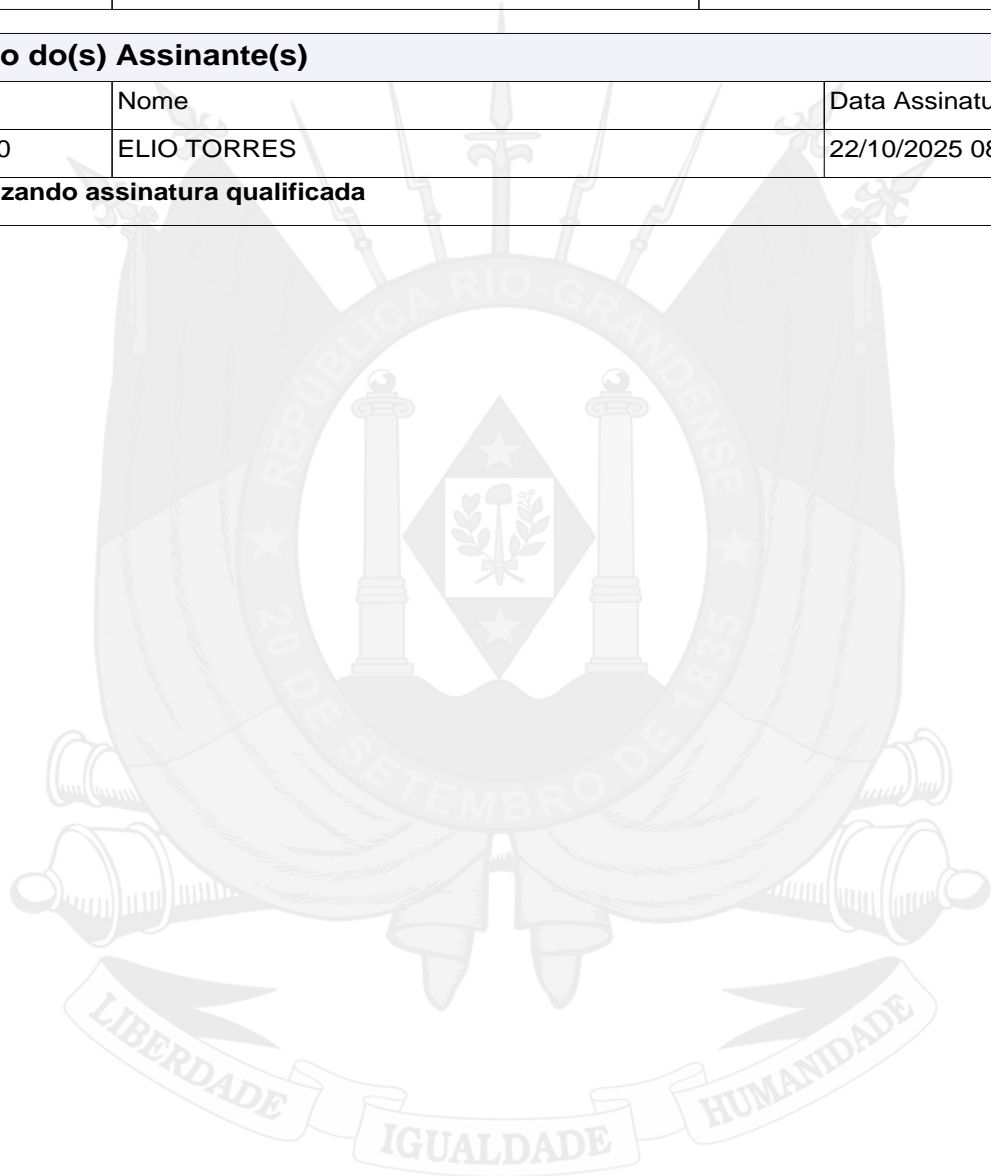 o do(s) Assinante(s)
Nome Data Assinatu
0 ELIO TORRES 22/10/2025 08
zando assinatura qualificada
REPÚBLICA RIO-GRANDENSE
20 DE SETEMBRO DE 1835
LIBERDADE IGUALDADE HUMANIDADE